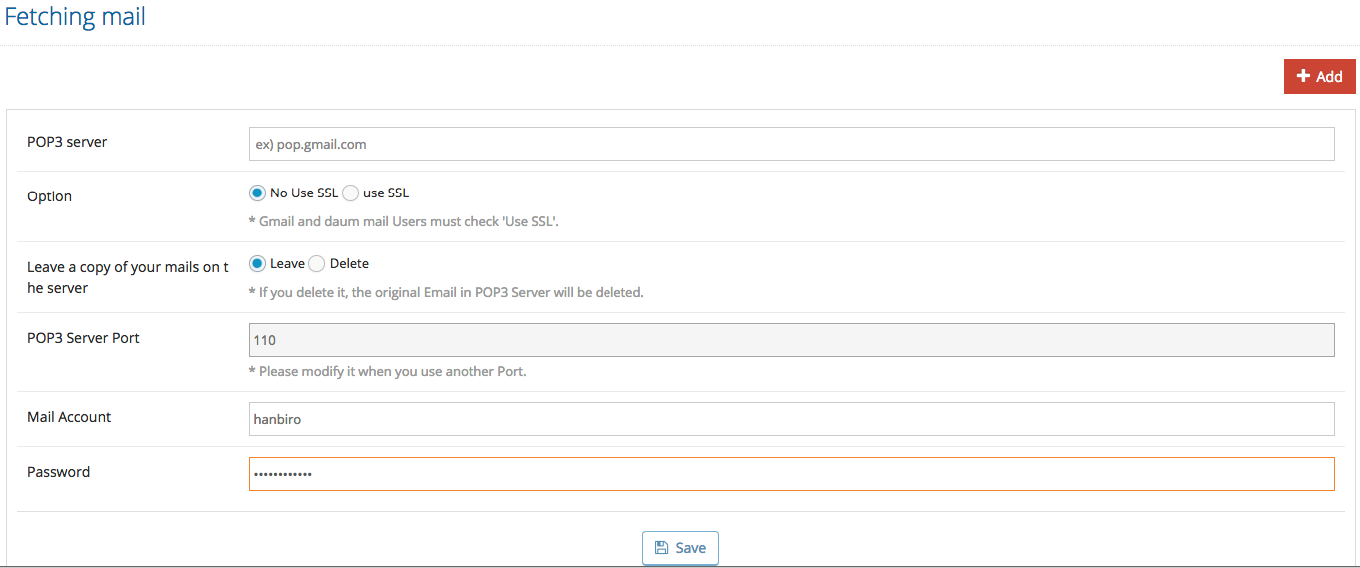 Fetching mail
Add
POP3 server
ex) pop.gmail.com
Option
No Use SSL use SSL
* Gmail and daum mail Users must check 'Use SSL'.
Leave a copy of your mails on t
he server
Leave Delete
* If you delete it, the original Email in POP3 Server will be deleted.
POP3 Server Port
110
* Please modify it when you use another Port.
Mail Account
hanbiro
Password
••••••••••••
Save